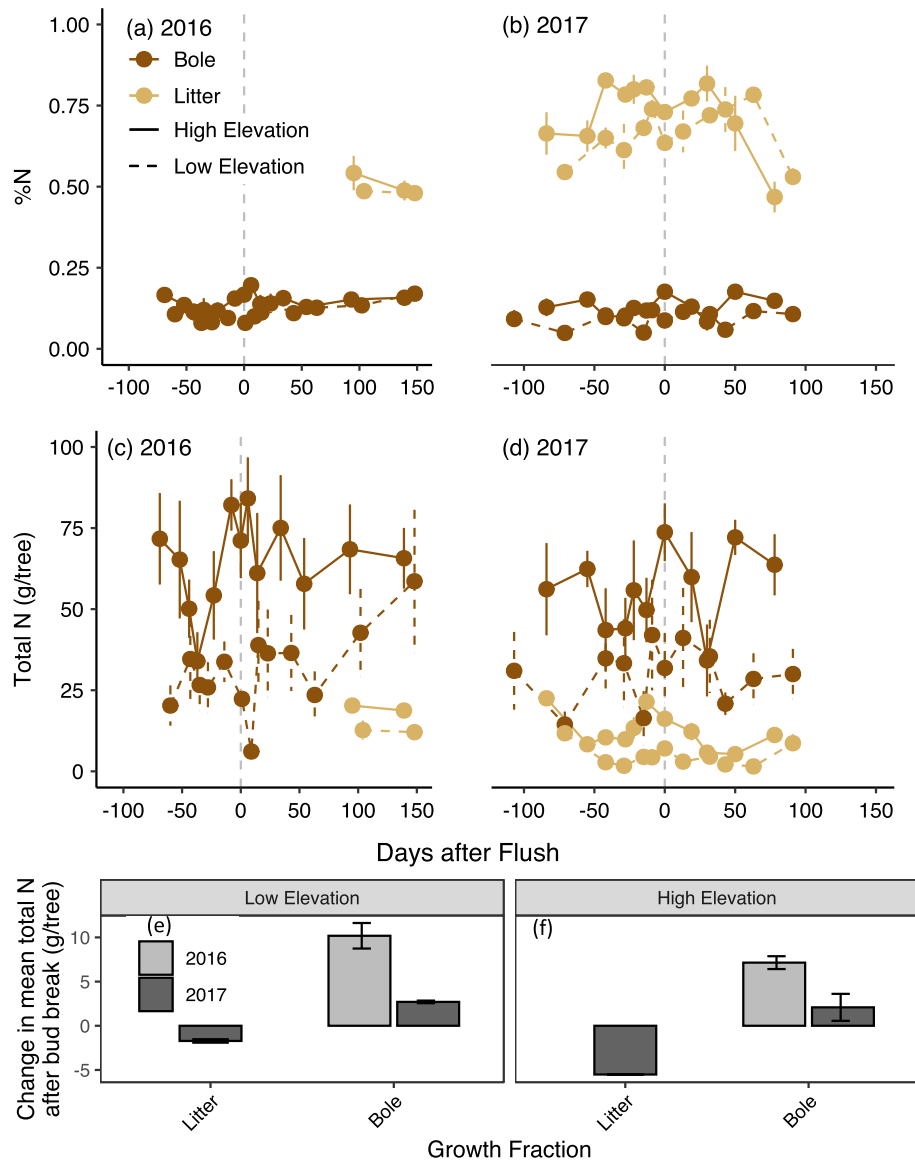 (a) 2016
Bole
Litter
High Elevation
Low Elevation
(b) 2017
%N
1.00
0.75
0.50
0.25
0.00
-100 -50 0 50 100 150
-100 -50 0 50 100 150
(c) 2016
(d) 2017
Total N (g/tree)
100
75
50
25
0
-100 -50 0 50 100 150
-100 -50 0 50 100 150
Days after Flush
Low Elevation
High Elevation
Change in mean total N
after bud break (g/tree)
(e)
2016
2017
(f)
10
5
0
-5
Litter
Bole
Litter
Bole
Growth Fraction